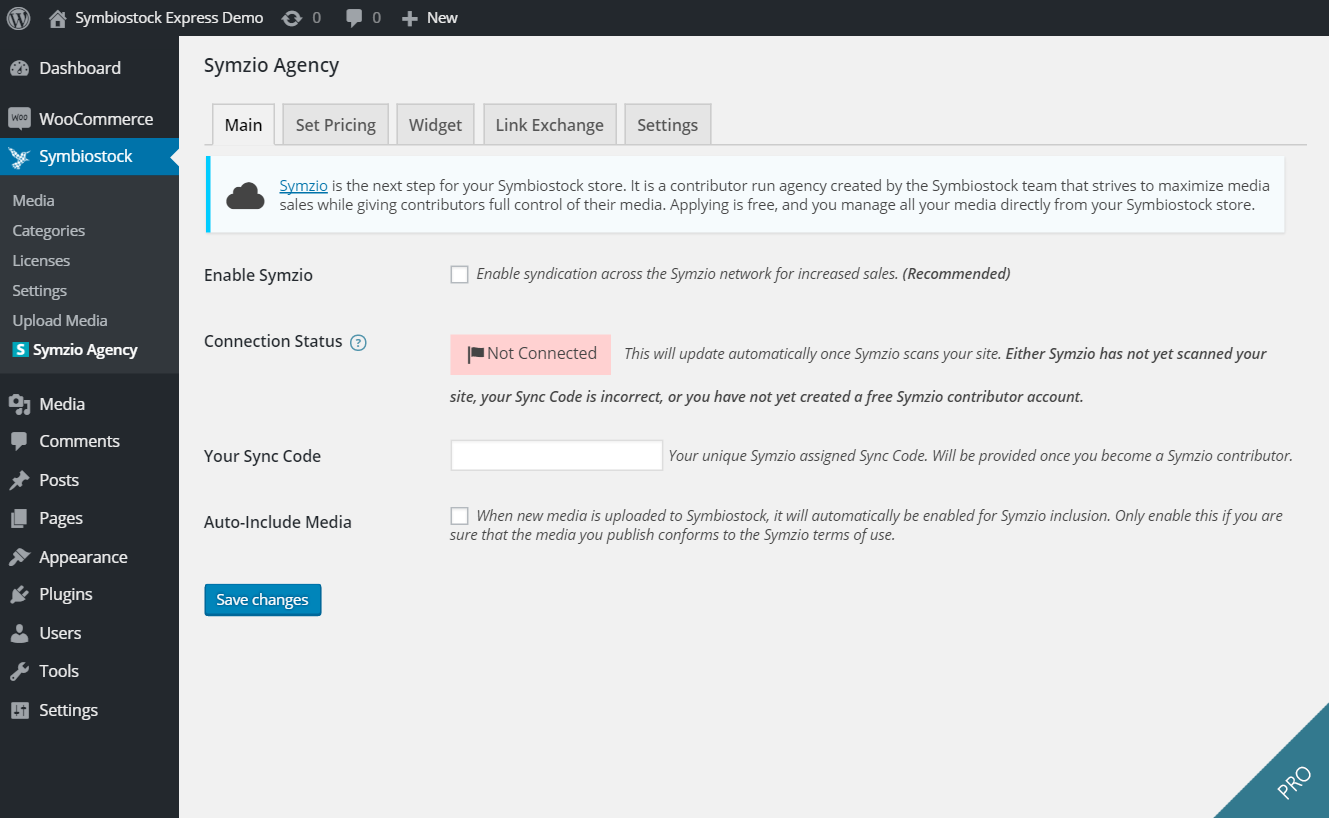 Symbiostock Express Demo 0 0 New
Dashboard
WOO WooCommerce
Symbiostock
Media
Categories
Licenses
Settings
Upload Media
S Symzio Agency
Media
Comments
Posts
Pages
Appearance
Plugins
Users
Tools
Settings
Symzio Agency
Main Set Pricing Widget Link Exchange Settings
Symzio is the next step for your Symbiostock store. It is a contributor run agency created by the Symbiostock team that strives to maximize media
sales while giving contributors full control of their media. Applying is free, and you manage all your media directly from your Symbiostock store.
Enable Symzio Enable syndication across the Symzio network for increased sales. (Recommended)
Connection Status ? Not Connected This will update automatically once Symzio scans your site. Either Symzio has not yet scanned your
site, your Sync Code is incorrect, or you have not yet created a free Symzio contributor account.
Your Sync Code Your unique Symzio assigned Sync Code. Will be provided once you become a Symzio contributor.
Auto-Include Media When new media is uploaded to Symbiostock, it will automatically be enabled for Symzio inclusion. Only enable this if you are
sure that the media you publish conforms to the Symzio terms of use.
Save changes
PRO